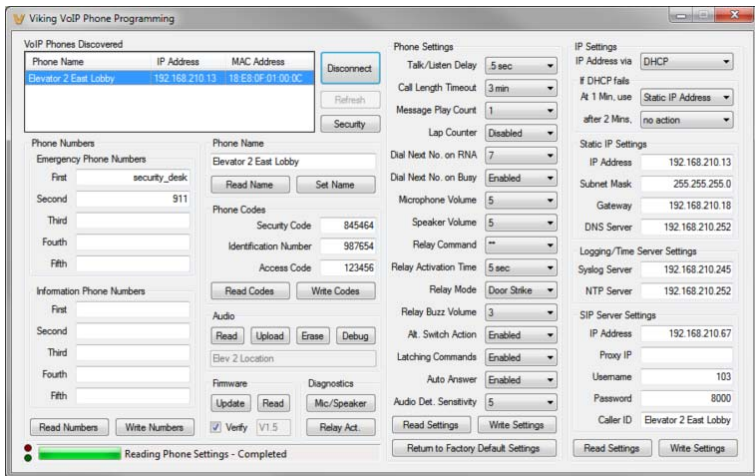 Viking VoIP Phone Programming
VoIP Phones Discovered
Phone Name IP Address MAC Address
Elevator 2 East Lobby 192.168.210.13 18:E8:0F:01:00:0C
Disconnect
Refresh
Security
Phone Numbers
Emergency Phone Numbers
First security_desk
Second 911
Third
Fourth
Fifth
Information Phone Numbers
First
Second
Third
Fourth
Fifth
Read Numbers Write Numbers
Phone Name
Elevator 2 East Lobby
Read Name Set Name
Phone Codes
Security Code 845464
Identification Number 987654
Access Code 123456
Read Codes Write Codes
Audio
Read Upload Erase Debug
Elev 2 Location
Firmware
Update Read
Verify V1.5
Diagnostics
Mic/Speaker
Relay Act.
Reading Phone Settings - Completed
Phone Settings
Talk/Listen Delay .5 sec
Call Length Timeout 3 min
Message Play Count 1
Lap Counter Disabled
Dial Next No. on RNA 7
Dial Next No. on Busy Enabled
Microphone Volume 5
Speaker Volume 5
Relay Command **
Relay Activation Time 5 sec
Relay Mode Door Strike
Relay Buzz Volume 3
Alt. Switch Action Enabled
Latching Commands Enabled
Auto Answer Enabled
Audio Det. Sensitivity 5
Read Settings Write Settings
Return to Factory Default Settings
IP Settings
IP Address via DHCP
If DHCP fails
At 1 Min, use Static IP Address
after 2 Mins, no action
Static IP Settings
IP Address 192.168.210.13
Subnet Mask 255.255.255.0
Gateway 192.168.210.18
DNS Server 192.168.210.252
Logging/Time Server Settings
Syslog Server 192.168.210.245
NTP Server 192.168.210.252
SIP Server Settings
IP Address 192.168.210.67
Proxy IP
Username 103
Password 8000
Caller ID Elevator 2 East Lobby
Read Settings Write Settings